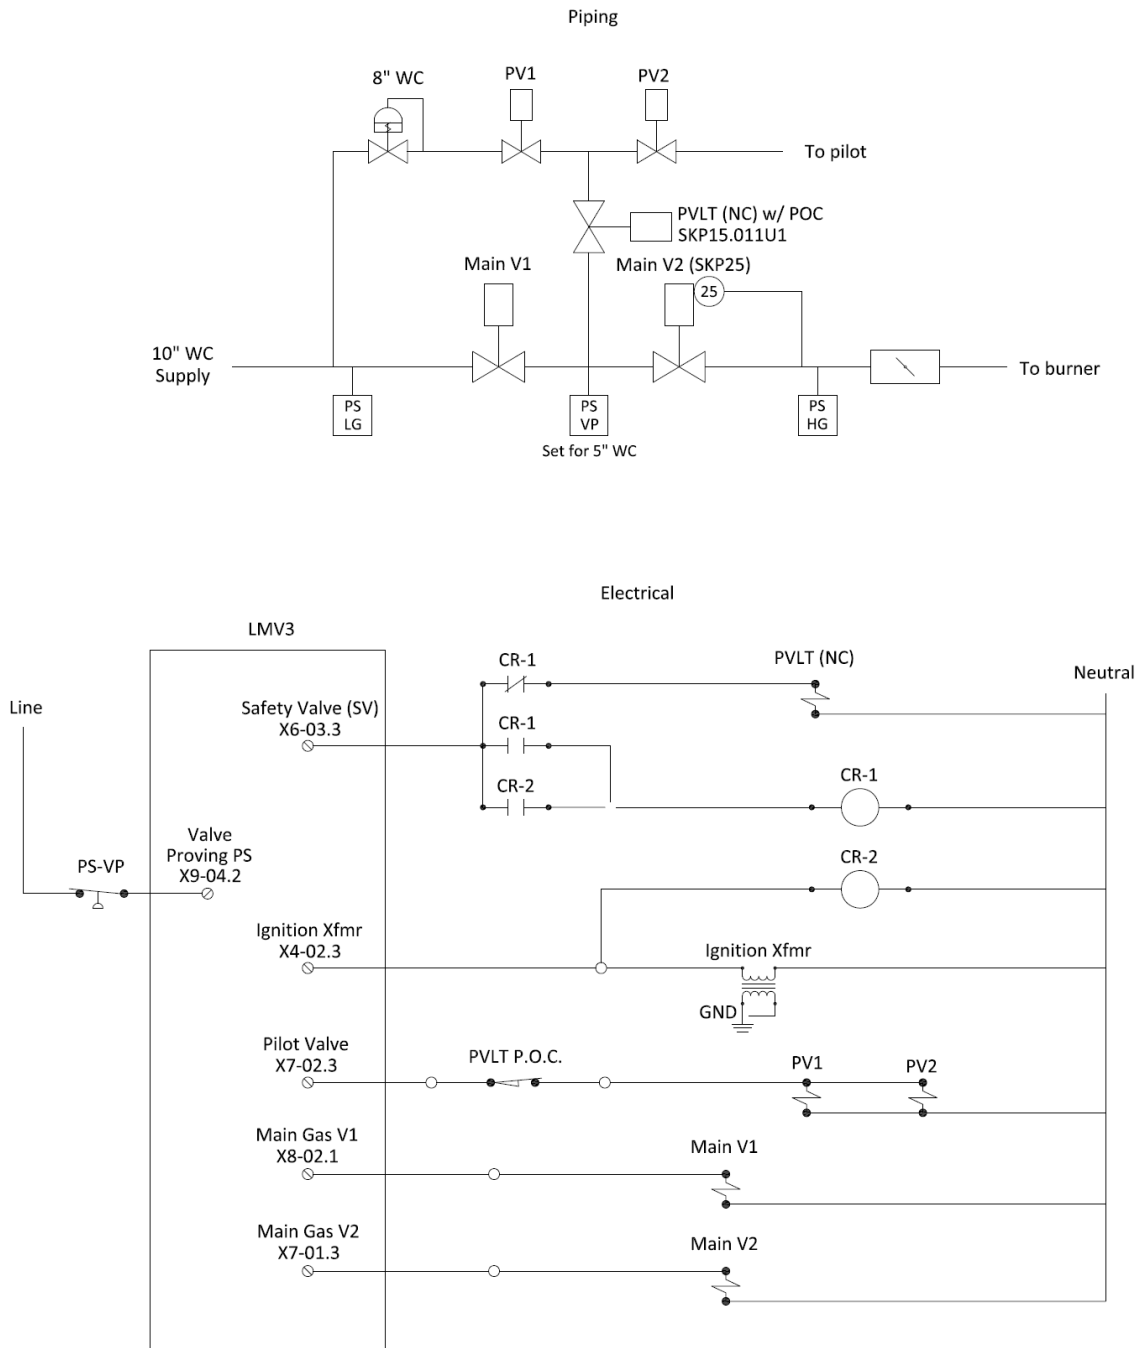 Piping
8" WC
PV1
PV2
To pilot
PVLT (NC) w/ POC
SKP15.011U1
Main V1
Main V2 (SKP25)
25
10" WC
Supply
To burner
PS
LG
PS
VP
PS
HG
Set for 5" WC
Electrical
LMV3
CR-1
PVLT (NC)
Neutral
Line
Safety Valve (SV)
X6-03.3
CR-1
CR-2
CR-1
Valve
Proving PS
X9-04.2
PS-VP
CR-2
Ignition Xfmr
X4-02.3
Ignition Xfmr
GND
Pilot Valve
X7-02.3
PVLT P.O.C.
PV1
PV2
Main Gas V1
X8-02.1
Main V1
Main Gas V2
X7-01.3
Main V2